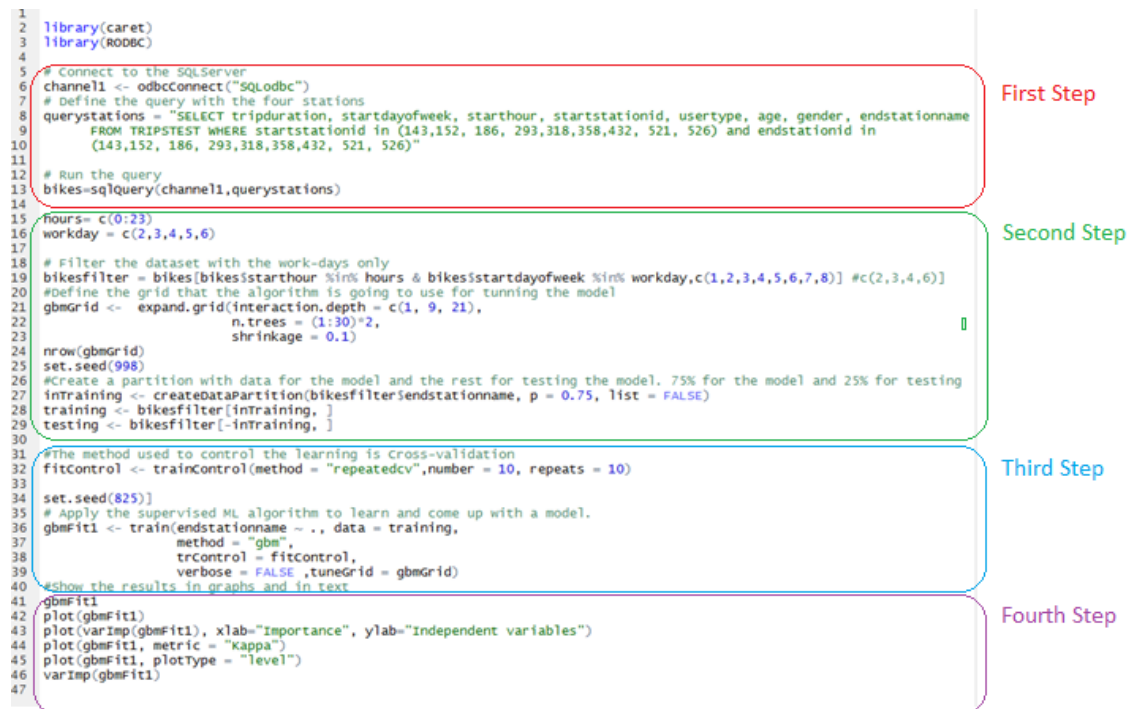 1
2 library(caret)
3 library(RODBC)
4
5 # Connect to the SQLServer
6 channel1 <- odbcConnect("SQLodbc")
7 # Define the query with the four stations
8 querystations = "SELECT tripduration, startdayofweek, starthour, startstationid, usertype, age, gender, endstationname
9 FROM TRIPSTEST WHERE startstationid in (143,152, 186, 293,318,358,432, 521, 526) and endstationid in
10 (143,152, 186, 293,318,358,432, 521, 526)"
11
12 # Run the query
13 bikes=sqlQuery(channel1,querystations)
14
First Step
15 hours= c(0:23)
16 workday = c(2,3,4,5,6)
17
18 # Filter the dataset with the work-days only
19 bikesfilter = bikes[bikes$starthour %in% hours & bikes$startdayofweek %in% workday,c(1,2,3,4,5,6,7,8)] #c(2,3,4,6)]
20 #Define the grid that the algorithm is going to use for tunning the model
21 gbmGrid <- expand.grid(interaction.depth = c(1, 9, 21),
22 n.trees = (1:30)*2,
23 shrinkage = 0.1)
24 nrow(gbmGrid)
25 set.seed(998)
26 #Create a partition with data for the model and the rest for testing the model. 75% for the model and 25% for testing
27 inTraining <- createDataPartition(bikesfilter$endstationname, p = 0.75, list = FALSE)
28 training <- bikesfilter[inTraining, ]
29 testing <- bikesfilter[-inTraining, ]
30
Second Step
31 #The method used to control the learning is Cross-validation
32 fitControl <- trainControl(method = "repeatedcv",number = 10, repeats = 10)
33
34 set.seed(825)]
35 # Apply the supervised ML algorithm to learn and come up with a model.
36 gbmFit1 <- train(endstationname ~ ., data = training,
37 method = "gbm",
38 trControl = fitControl,
39 verbose = FALSE ,tuneGrid = gbmGrid)
40 #Show the results in graphs and in text
Third Step
41 gbmFit1
42 plot(gbmFit1)
43 plot(varImp(gbmFit1), xlab="Importance", ylab="Independent variables")
44 plot(gbmFit1, metric = "Kappa")
45 plot(gbmFit1, plotType = "level")
46 varImp(gbmFit1)
47
Fourth Step